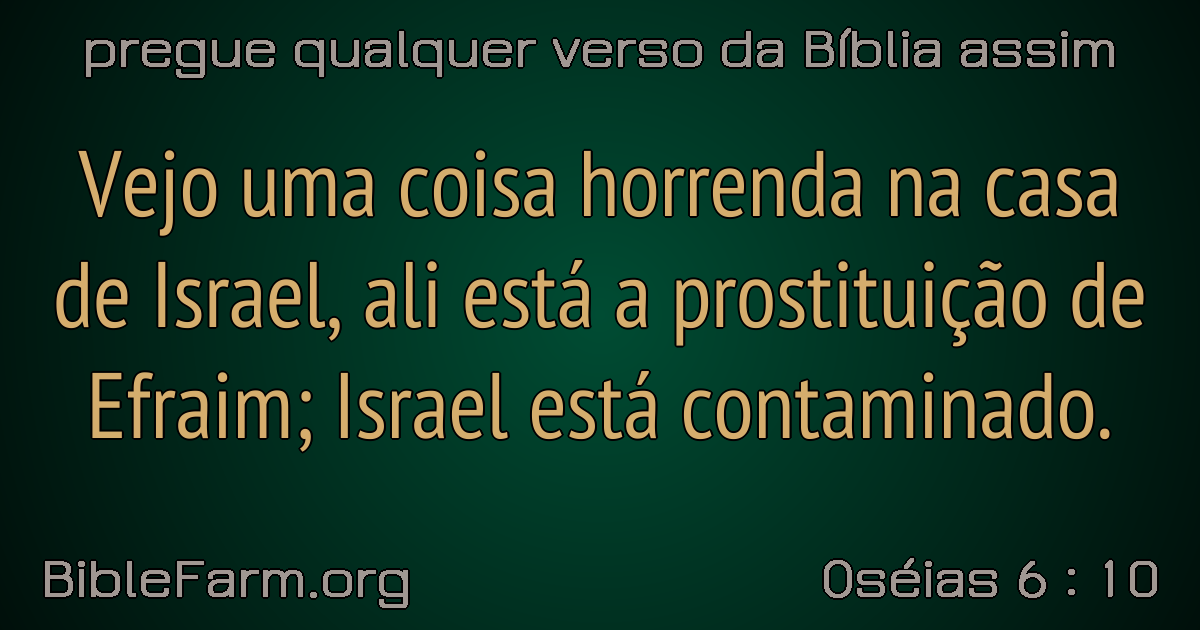 pregue qualquer verso da Bíblia assim
Vejo uma coisa horrenda na casa
de Israel, ali está a prostituição de
Efraim; Israel está contaminado.
BibleFarm.org
Oséias 6 : 10